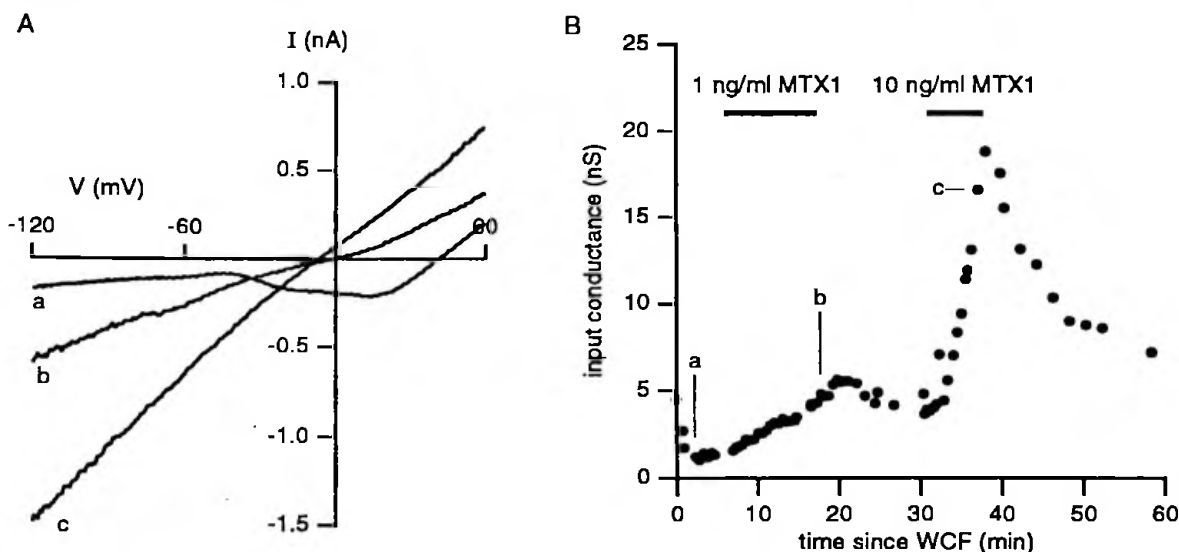 A
I (nA)
1.0
0.5
V (mV)
-120
-60
60
a
b
-0.5
-1.0
c
-1.5
B
25
1 ng/ml MTX1
10 ng/ml MTX1
20
c
15
input conductance (nS)
10
b
a
5
0
0
10
20
30
40
50
60
time since WCF (min)